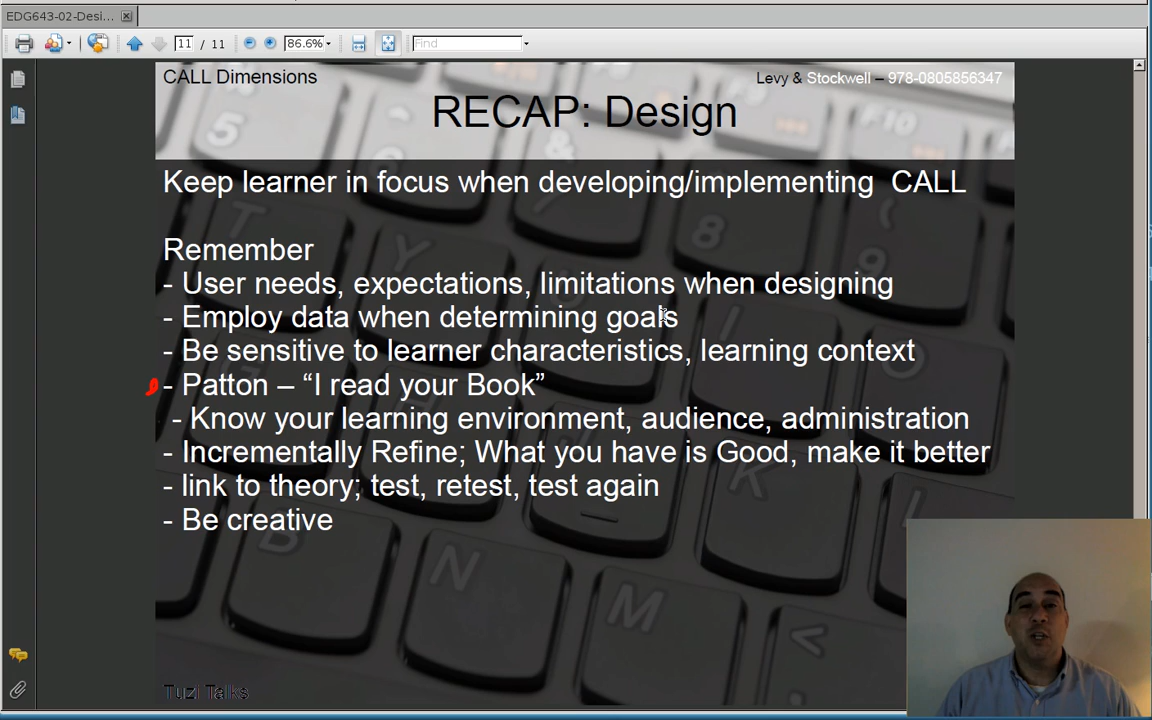 EDG643-02-Desi...
11 / 11
86.6%
Find
CALL Dimensions
Levy & Stockwell – 978-0805856347
RECAP: Design
Keep learner in focus when developing/implementing CALL
Remember
- User needs, expectations, limitations when designing
- Employ data when determining goals
- Be sensitive to learner characteristics, learning context
- Patton – “I read your Book”
- Know your learning environment, audience, administration
- Incrementally Refine; What you have is Good, make it better
- link to theory; test, retest, test again
- Be creative
Tuzi Talks